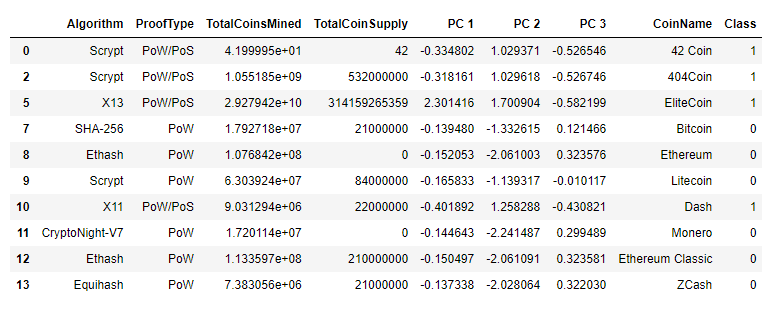 Algorithm ProofType TotalCoinsMined TotalCoinSupply PC 1 PC 2 PC 3 CoinName Class
0 Scrypt PoW/PoS 4.199995e+01 42 -0.334802 1.029371 -0.526546 42 Coin 1
2 Scrypt PoW/PoS 1.055185e+09 532000000 -0.318161 1.029618 -0.526746 404Coin 1
5 X13 PoW/PoS 2.927942e+10 314159265359 2.301416 1.700904 -0.582199 EliteCoin 1
7 SHA-256 PoW 1.792718e+07 21000000 -0.139480 -1.332615 0.121466 Bitcoin 0
8 Ethash PoW 1.076842e+08 0 -0.152053 -2.061003 0.323576 Ethereum 0
9 Scrypt PoW 6.303924e+07 84000000 -0.165833 -1.139317 -0.010117 Litecoin 0
10 X11 PoW/PoS 9.031294e+06 22000000 -0.401892 1.258288 -0.430821 Dash 1
11 CryptoNight-V7 PoW 1.720114e+07 0 -0.144643 -2.241487 0.299489 Monero 0
12 Ethash PoW 1.133597e+08 210000000 -0.150497 -2.061091 0.323581 Ethereum Classic 0
13 Equihash PoW 7.383056e+06 21000000 -0.137338 -2.028064 0.322030 ZCash 0